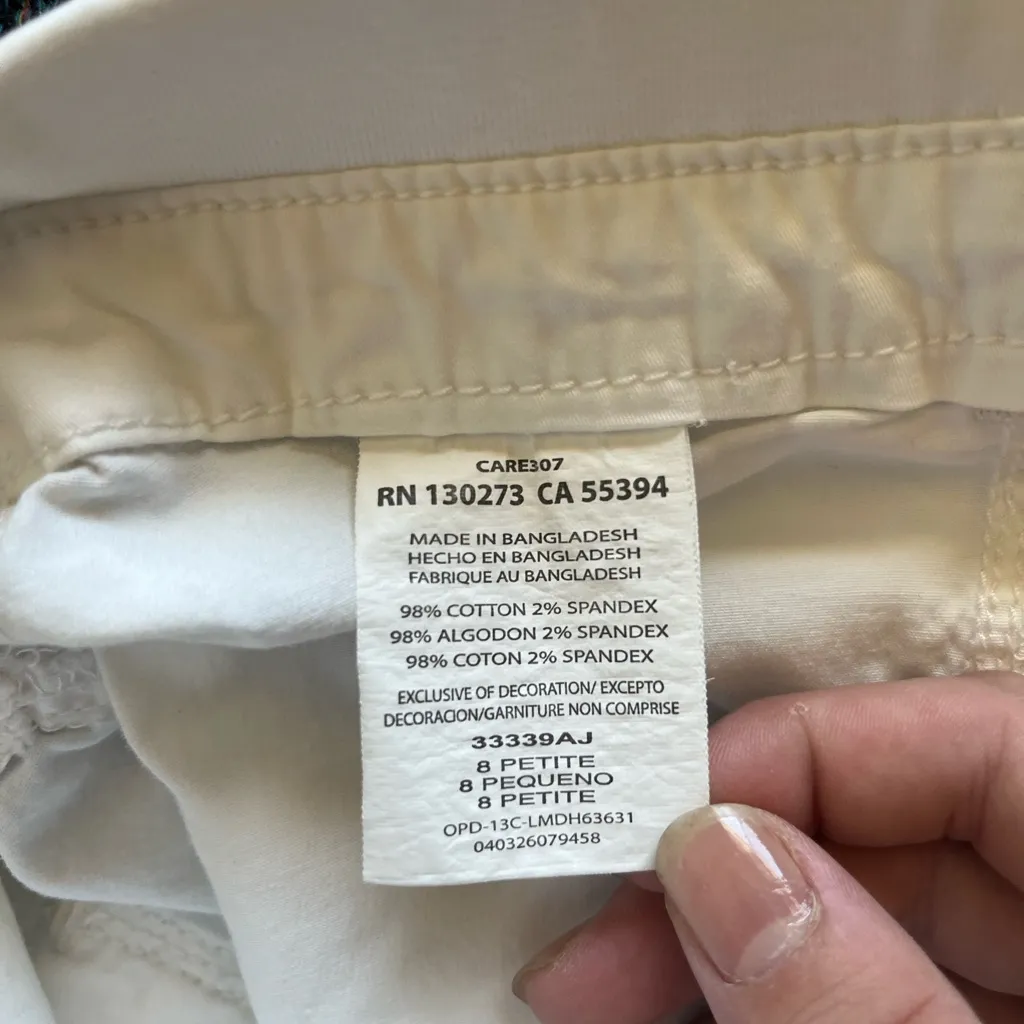 CARE307
RN 130273 CA 55394
MADE IN BANGLADESH
HECHO EN BANGLADESH
FABRIQUE AU BANGLADESH
98% COTTON 2% SPANDEX
98% ALGODON 2% SPANDEX
98% COTON 2% SPANDEX
EXCLUSIVE OF DECORATION/ EXCEPTO
DECORACION/GARNITURE NON COMPRISE
33339AJ
8 PETITE
8 PEQUENO
8 PETITE
OPD-13C-LMDH63631
040326079458